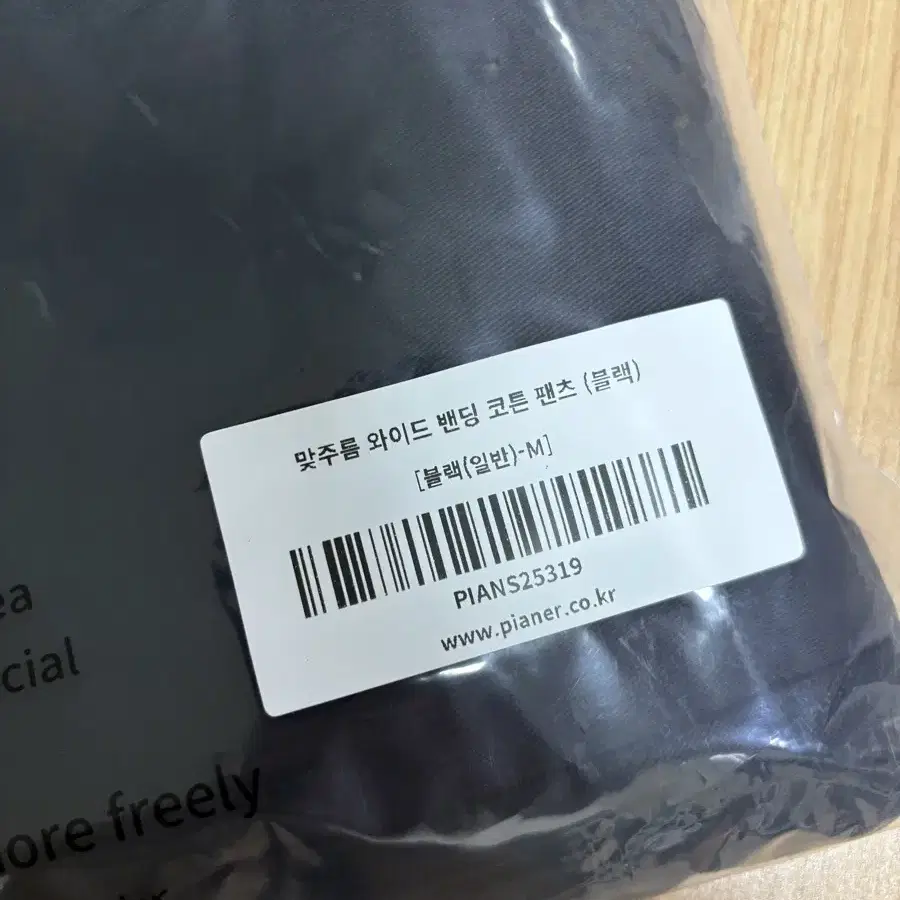 맞주름 와이드 밴딩 코튼 팬츠 (블랙)
[블랙(일반)-M]
PIANS25319
www.pianer.co.kr
ea
cial
ore freely